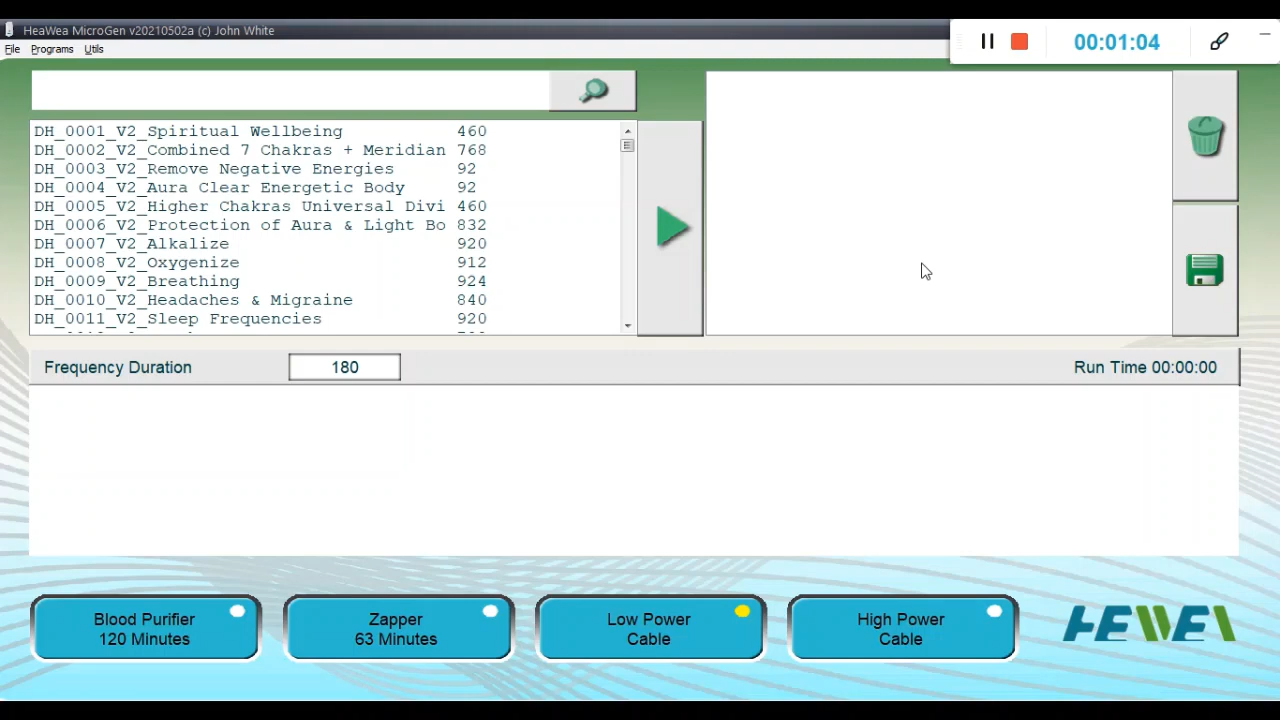 HeaWea MicroGen v20210502a (c) John White
File Programs Utils
00:01:04
DH_0001_V2_Spiritual Wellbeing 460
DH_0002_V2_Combined 7 Chakras + Meridian 768
DH_0003_V2_Remove Negative Energies 92
DH_0004_V2_Aura Clear Energetic Body 92
DH_0005_V2_Higher Chakras Universal Divi 460
DH_0006_V2_Protection of Aura & Light Bo 832
DH_0007_V2_Alkalize 920
DH_0008_V2_Oxygenize 912
DH_0009_V2_Breathing 924
DH_0010_V2_Headaches & Migraine 840
DH_0011_V2_Sleep Frequencies 920
Frequency Duration 180 Run Time 00:00:00
Blood Purifier
120 Minutes
Zapper
63 Minutes
Low Power
Cable
High Power
Cable
HEWEI